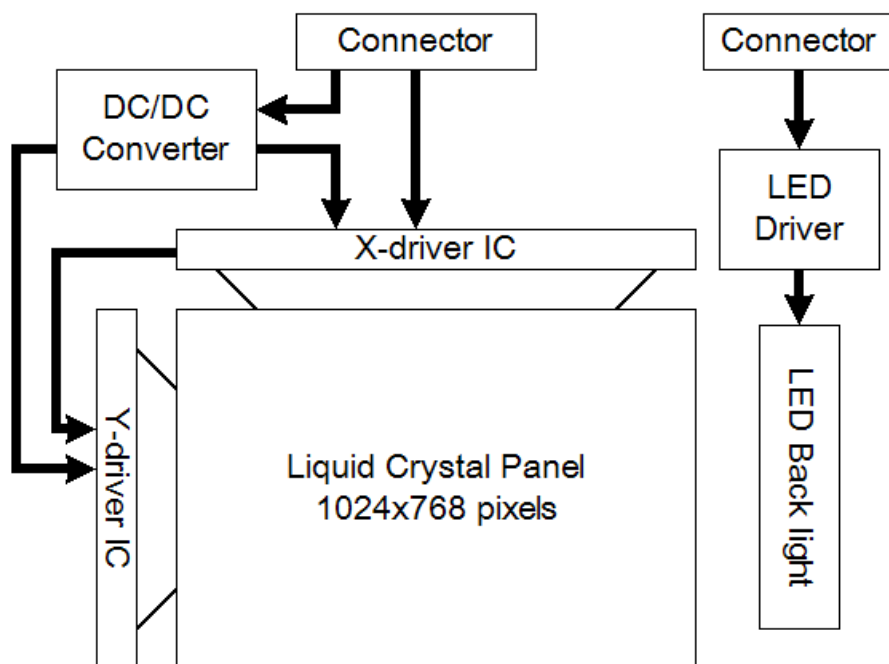 Connector
Connector
DC/DC
Converter
LED
Driver
X-driver IC
Y-driver IC
Liquid Crystal Panel
1024x768 pixels
LED Back light